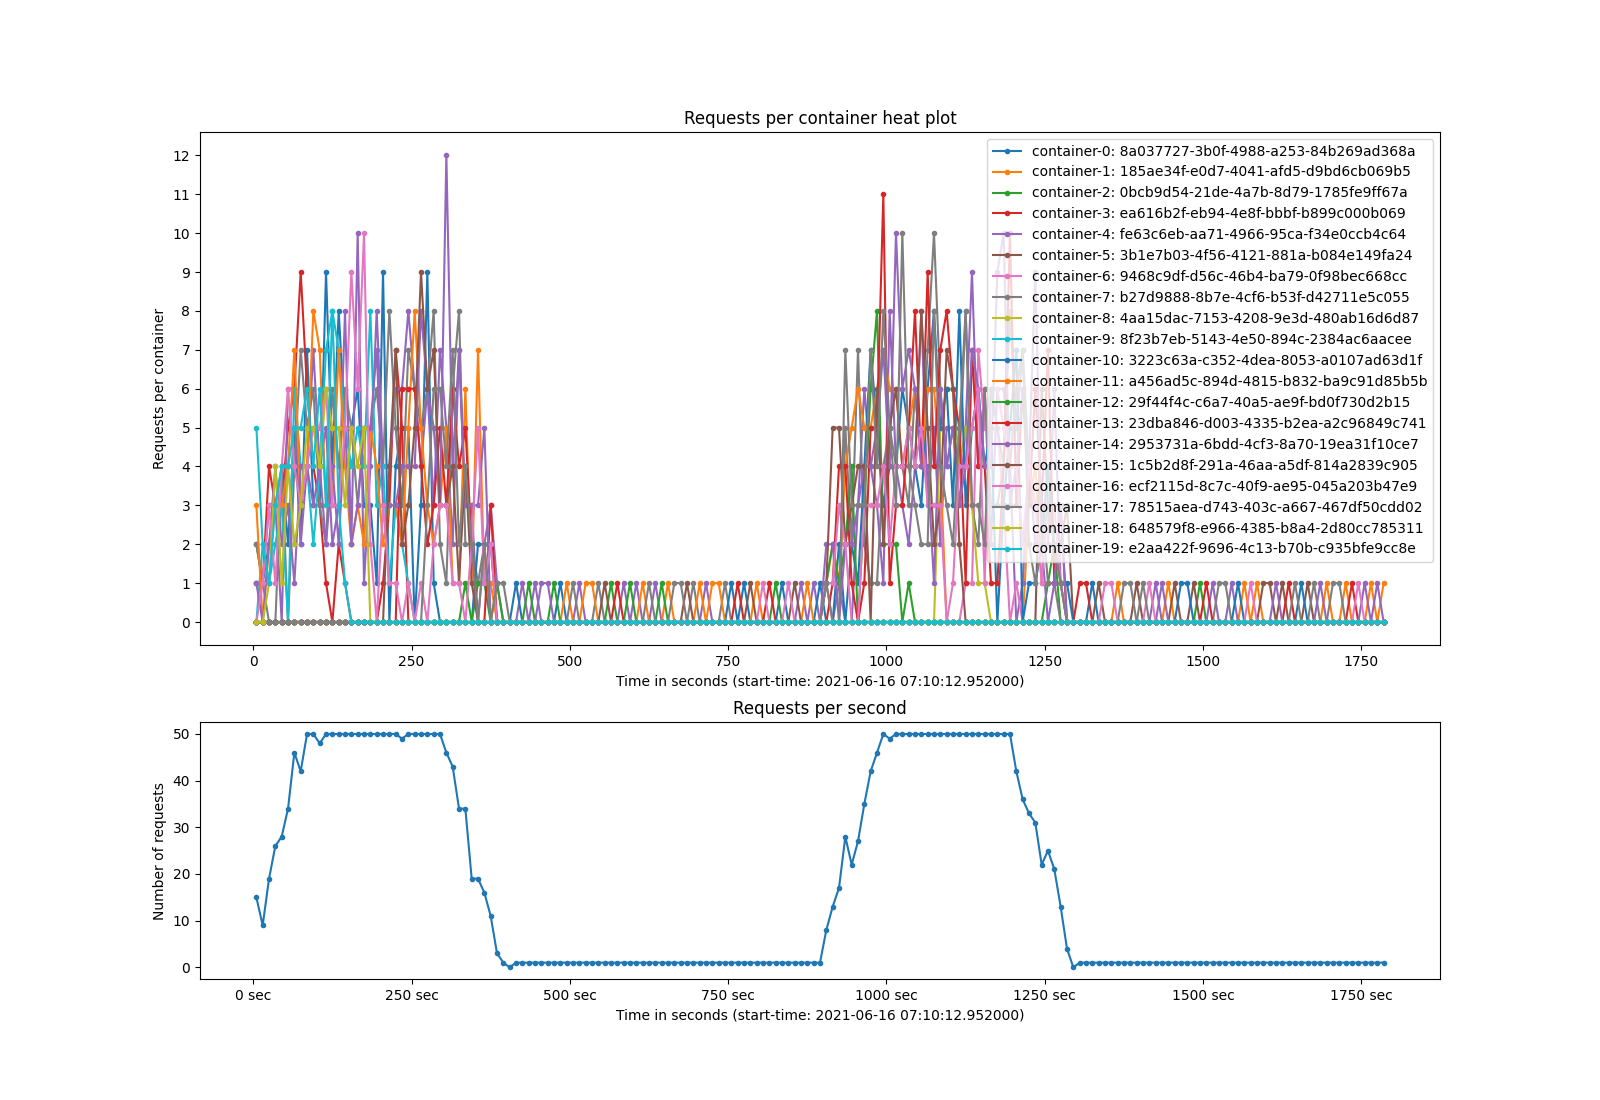 Requests per container heat plot
12
11
10
9
8
7
6
5
4
3
2
1
0
Requests per container
container-0: 8a037727-3b0f-4988-a253-84b269ad368a
container-1: 185ae34f-e0d7-4041-afd5-d9bd6cb069b5
container-2: 0bcb9d54-21de-4a7b-8d79-1785fe9ff67a
container-3: ea616b2f-eb94-4e8f-bbbf-b899c000b069
container-4: fe63c6eb-aa71-4966-95ca-f34e0ccb4c64
container-5: 3b1e7b03-4f56-4121-881a-b084e149fa24
container-6: 9468c9df-d56c-46b4-ba79-0f98bec668cc
container-7: b27d9888-8b7e-4cf6-b53f-d42711e5c055
container-8: 4aa15dac-7153-4208-9e3d-480ab16d6d87
container-9: 8f23b7eb-5143-4e50-894c-2384ac6aacee
container-10: 3223c63a-c352-4dea-8053-a0107ad63d1f
container-11: a456ad5c-894d-4815-b832-ba9c91d85b5b
container-12: 29f44f4c-c6a7-40a5-ae9f-bd0f730d2b15
container-13: 23dba846-d003-4335-b2ea-a2c96849c741
container-14: 2953731a-6bdd-4cf3-8a70-19ea31f10ce7
container-15: 1c5b2d8f-291a-46aa-a5df-814a2839c905
container-16: ecf2115d-8c7c-40f9-ae95-045a203b47e9
container-17: 78515aea-d743-403c-a667-467df50cdd02
container-18: 648579f8-e966-4385-b8a4-2d80cc785311
container-19: e2aa422f-9696-4c13-b70b-c935bfe9cc8e
0 250 500 750 1000 1250 1500 1750
Time in seconds (start-time: 2021-06-16 07:10:12.952000)
Requests per second
50
40
30
20
10
0
Number of requests
0 sec 250 sec 500 sec 750 sec 1000 sec 1250 sec 1500 sec 1750 sec
Time in seconds (start-time: 2021-06-16 07:10:12.952000)